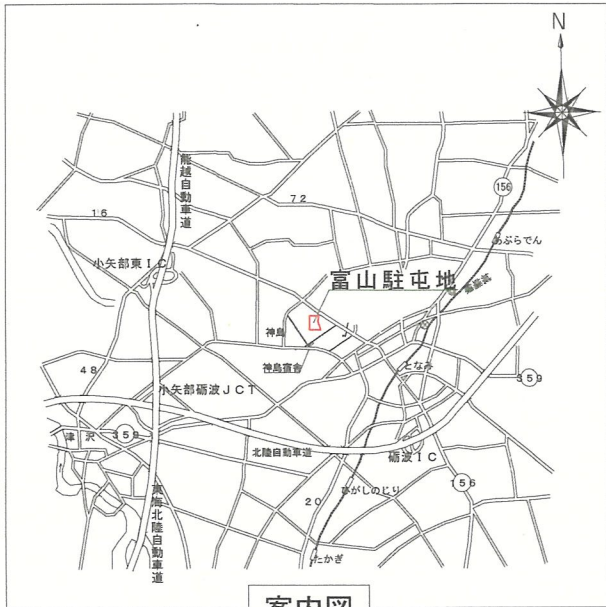 N
能越自動車道
156
16
72
あぶらでん
小矢部東IC
富山駐屯地
神島
神島宿舎
となみ
48
359
小矢部砺波JCT
津沢
359
北陸自動車道
砺波IC
20
ひがしのじり
156
東海北陸自動車道
たかぎ
案内図